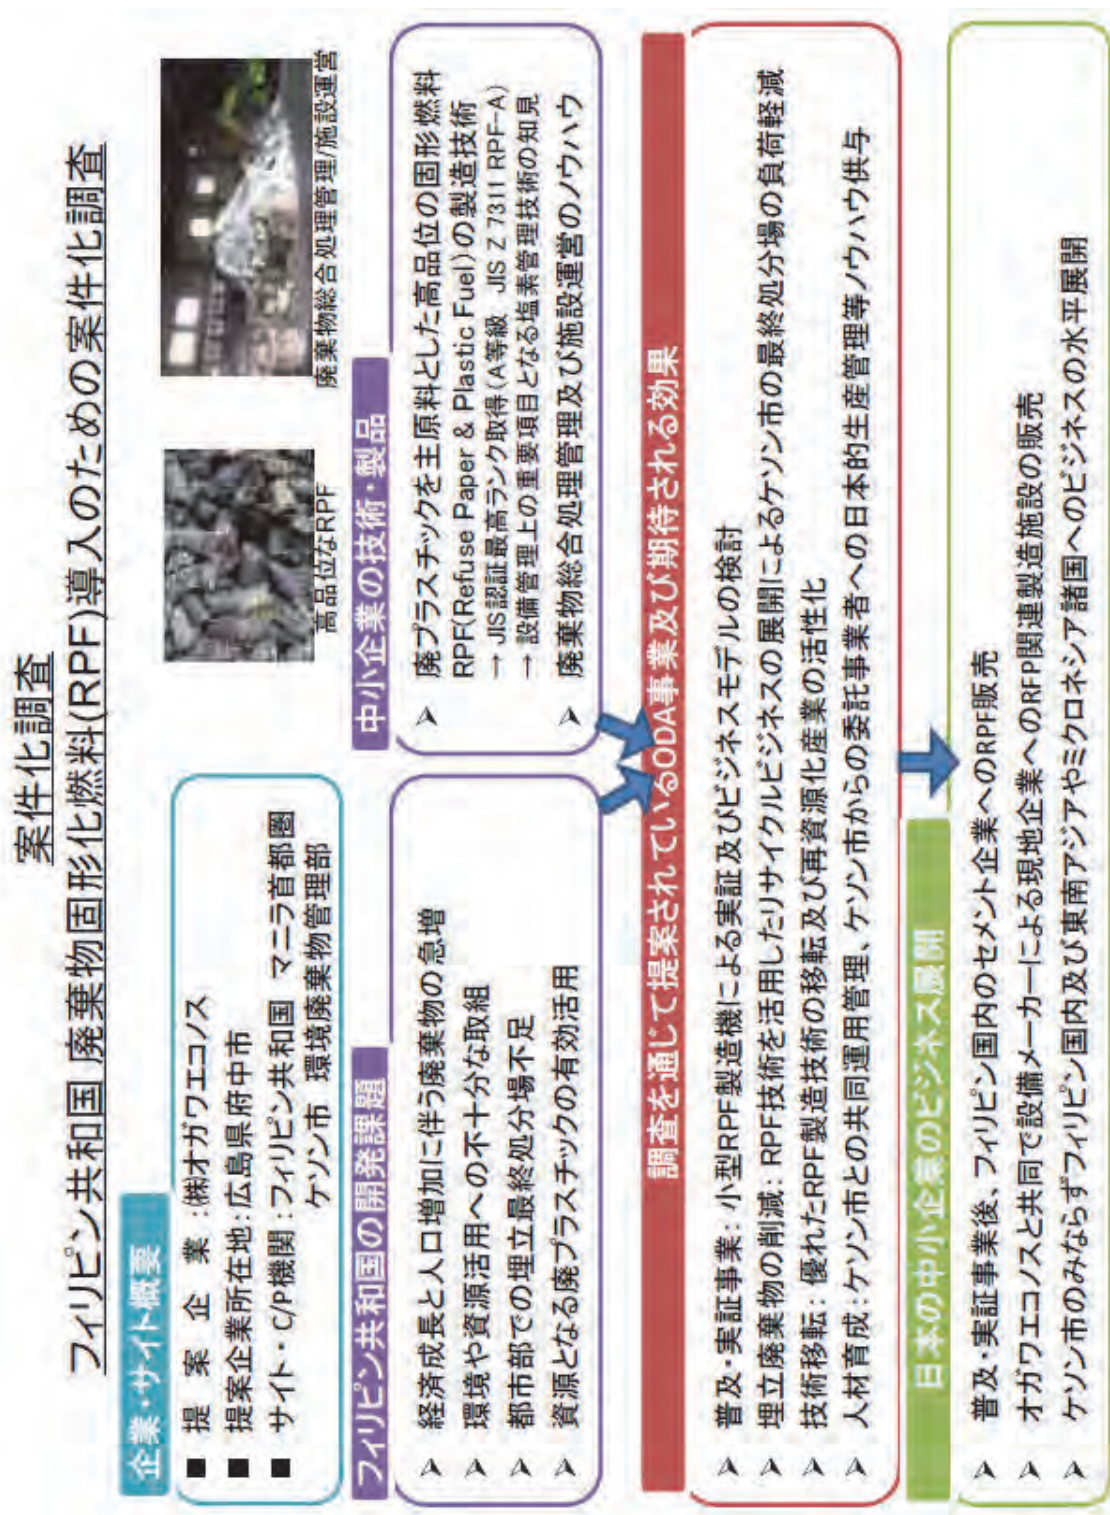 案件化調査
フィリピン共和国 廃棄物固形化燃料(RPF)導入のための案件化調査
企業・サイト概要
■ 提案企業:㈱オガワエコノス
■ 提案企業所在地:広島県府中市
■ サイト・C/P機関:フィリピン共和国 マニラ首都圏
ケソン市 環境廃棄物管理部
高品位なRPF
廃棄物総合処理管理/施設運営
フィリピン共和国の開発課題
➢ 経済成長と人口増加に伴う廃棄物の急増
➢ 環境や資源活用への不十分な取組
➢ 都市部での埋立最終処分場不足
➢ 資源となる廃プラスチックの有効活用
中小企業の技術・製品
➢ 廃プラスチックを主原料とした高品位の固形燃料
RPF(Refuse Paper & Plastic Fuel)の製造技術
→ JIS認証最高ランク取得(A等級 JIS Z 7311 RPF-A)
→ 設備管理上の重要項目となる塩素管理技術の知見
➢ 廃棄物総合処理管理及び施設運営のノウハウ
調査を通じて提案されているODA事業及び期待される効果
➢ 普及・実証事業:小型RPF製造機による実証及びビジネスモデルの検討
➢ 埋立廃棄物の削減:RPF技術を活用したリサイクルビジネスの展開によるケソン市の最終処分場の負荷軽減
➢ 技術移転:優れたRPF製造技術の移転及び再資源化産業の活性化
➢ 人材育成:ケソン市との共同運用管理、ケソン市からの委託事業者への日本的生産管理等ノウハウ供与
日本の中小企業のビジネス展開
➢ 普及・実証事業後、フィリピン国内のセメント企業へのRPF販売
➢ オガワエコノスと共同で設備メーカーによる現地企業へのRFP関連製造施設の販売
➢ ケソン市のみならずフィリピン国内及び東南アジアやミクロネシア諸国へのビジネスの水平展開